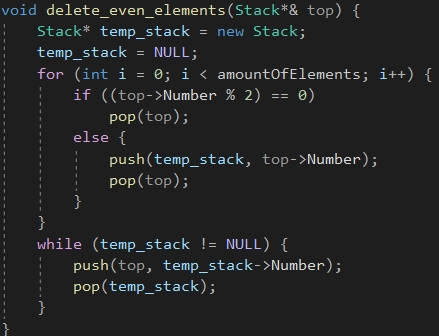 void delete_even_elements(Stack*& top) {
    Stack* temp_stack = new Stack;
    temp_stack = NULL;
    for (int i = 0; i < amountOfElements; i++) {
        if ((top->Number % 2) == 0)
            pop(top);
        else {
            push(temp_stack, top->Number);
            pop(top);
        }
    }
    while (temp_stack != NULL) {
        push(top, temp_stack->Number);
        pop(temp_stack);
    }
}